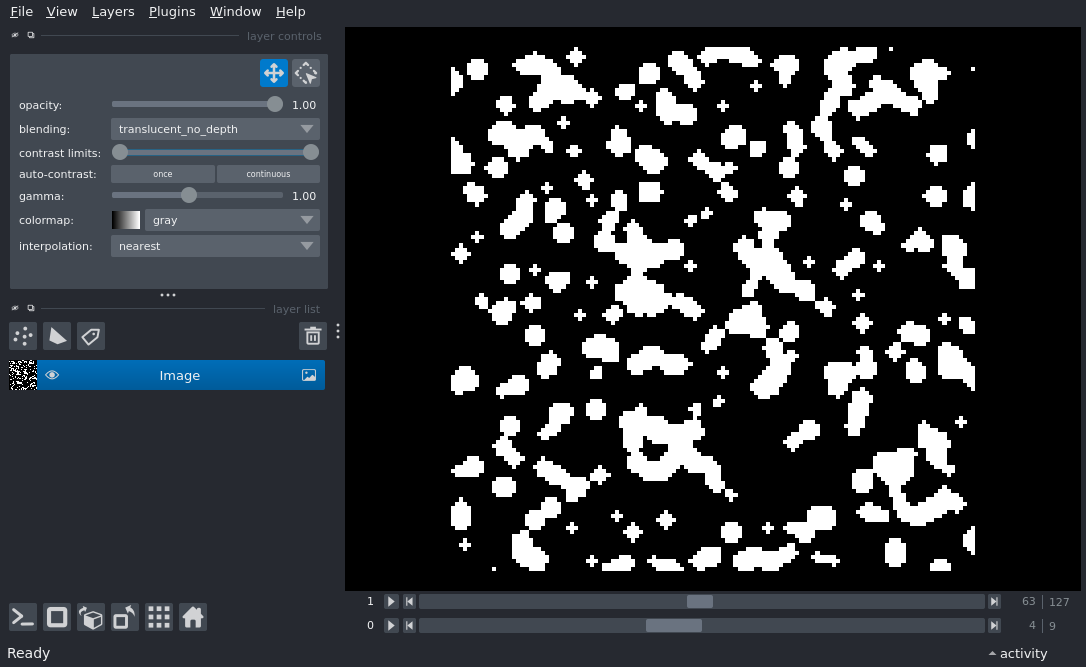 File View Layers Plugins Window Help
layer controls
opacity: 1.00
blending: translucent_no_depth
contrast limits:
auto-contrast: once continuous
gamma: 1.00
colormap: gray
interpolation: nearest
layer list
Image
1 63 127
0 4 9
Ready activity